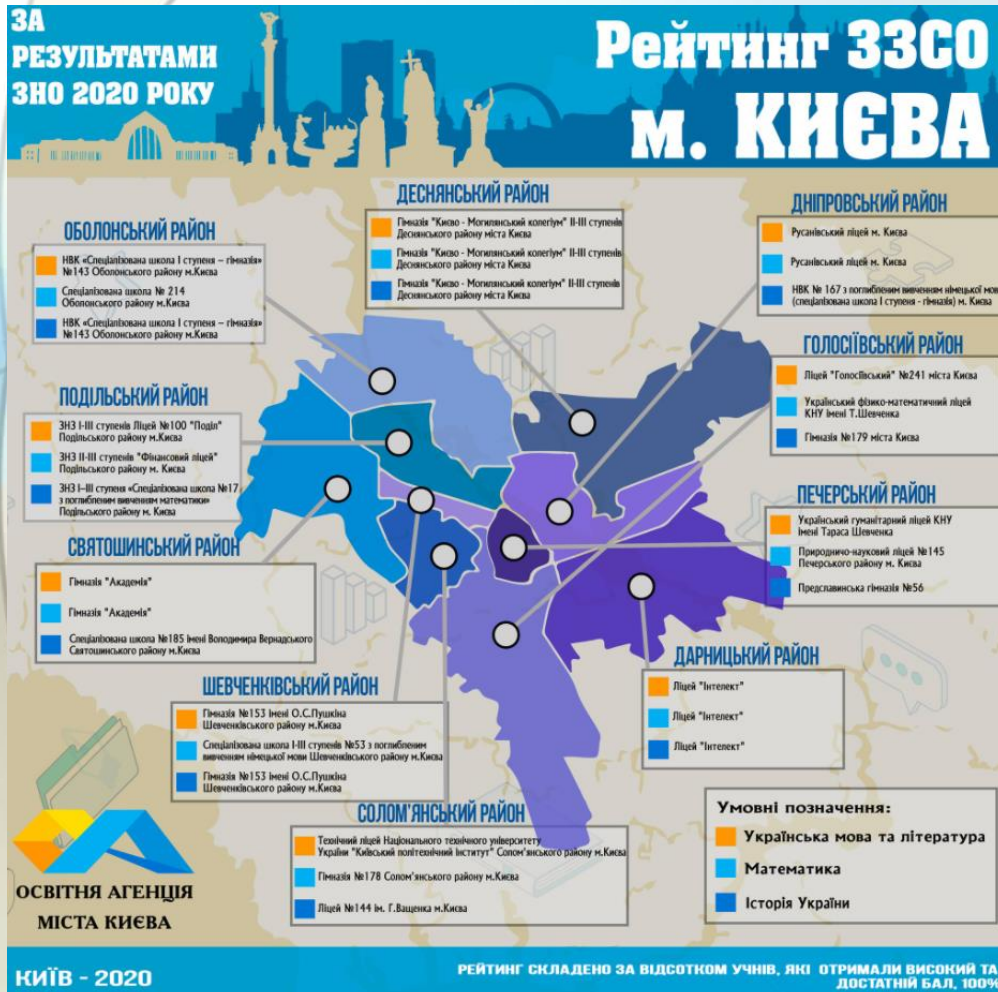 ЗА
РЕЗУЛЬТАТАМИ
ЗНО 2020 РОКУ
Рейтинг ЗЗСО
м. КИЄВА
ОБОЛОНСЬКИЙ РАЙОН
НВК «Спеціалізована школа І ступеня – гімназія»
№143 Оболонського району м.Києва
Спеціалізована школа № 214
Оболонського району м.Києва
НВК «Спеціалізована школа І ступеня – гімназія»
№143 Оболонського району м.Києва
ДЕСНЯНСЬКИЙ РАЙОН
Гімназія "Києво - Могилянський колегіум" ІІ-ІІІ ступенів
Деснянського району міста Києва
Гімназія "Києво - Могилянський колегіум" ІІ-ІІІ ступенів
Деснянського району міста Києва
Гімназія "Києво - Могилянський колегіум" ІІ-ІІІ ступенів
Деснянського району міста Києва
ДНІПРОВСЬКИЙ РАЙОН
Русанівський ліцей м. Києва
Русанівський ліцей м. Києва
НВК № 167 з поглибленим вивченням німецької мов
(спеціалізована школа І ступеня - гімназія) м. Києва
ГОЛОСІЇВСЬКИЙ РАЙОН
Ліцей "Голосіївський" №241 міста Києва
Український фізико-математичний ліцей
КНУ імені Т.Шевченка
Гімназія №179 міста Києва
ПОДІЛЬСЬКИЙ РАЙОН
ЗНЗ І-ІІІ ступенів Ліцей №100 "Поділ"
Подільського району м.Києва
ЗНЗ ІІ-ІІІ ступенів "Фінансовий ліцей"
Подільського району м. Києва
ЗНЗ І–ІІІ ступеня «Спеціалізована школа №17
з поглибленим вивченням математики»
Подільського району м. Києва
ПЕЧЕРСЬКИЙ РАЙОН
Український гуманітарний ліцей КНУ
імені Тараса Шевченка
Природничо-науковий ліцей №145
Печерського району м. Києва
Предславинська гімназія №56
СВЯТОШИНСЬКИЙ РАЙОН
Гімназія "Академія"
Гімназія "Академія"
Спеціалізована школа №185 імені Володимира Вернадського
Святошинського району м.Києва
ДАРНИЦЬКИЙ РАЙОН
Ліцей "Інтелект"
Ліцей "Інтелект"
Ліцей "Інтелект"
ШЕВЧЕНКІВСЬКИЙ РАЙОН
Гімназія №153 імені О.С.Пушкіна
Шевченківського району м.Києва
Спеціалізована школа І-ІІІ ступенів №53 з поглибленим
вивченням німецької мови Шевченківського району м.Києва
Гімназія №153 імені О.С.Пушкіна
Шевченківського району м.Києва
СОЛОМ'ЯНСЬКИЙ РАЙОН
Технічний ліцей Національного технічного університету
України "Київський політехнічний інститут" Солом'янського району м.Києва
Гімназія №178 Солом'янського району м.Києва
Ліцей №144 ім. Г.Ващенка м.Києва
Умовні позначення:
Українська мова та література
Математика
Історія України
ОСВІТНЯ АГЕНЦІЯ
МІСТА КИЄВА
КИЇВ - 2020
РЕЙТИНГ СКЛАДЕНО ЗА ВІДСОТКОМ УЧНІВ, ЯКІ ОТРИМАЛИ ВИСОКИЙ ТА
ДОСТАТНІЙ БАЛ, 100%